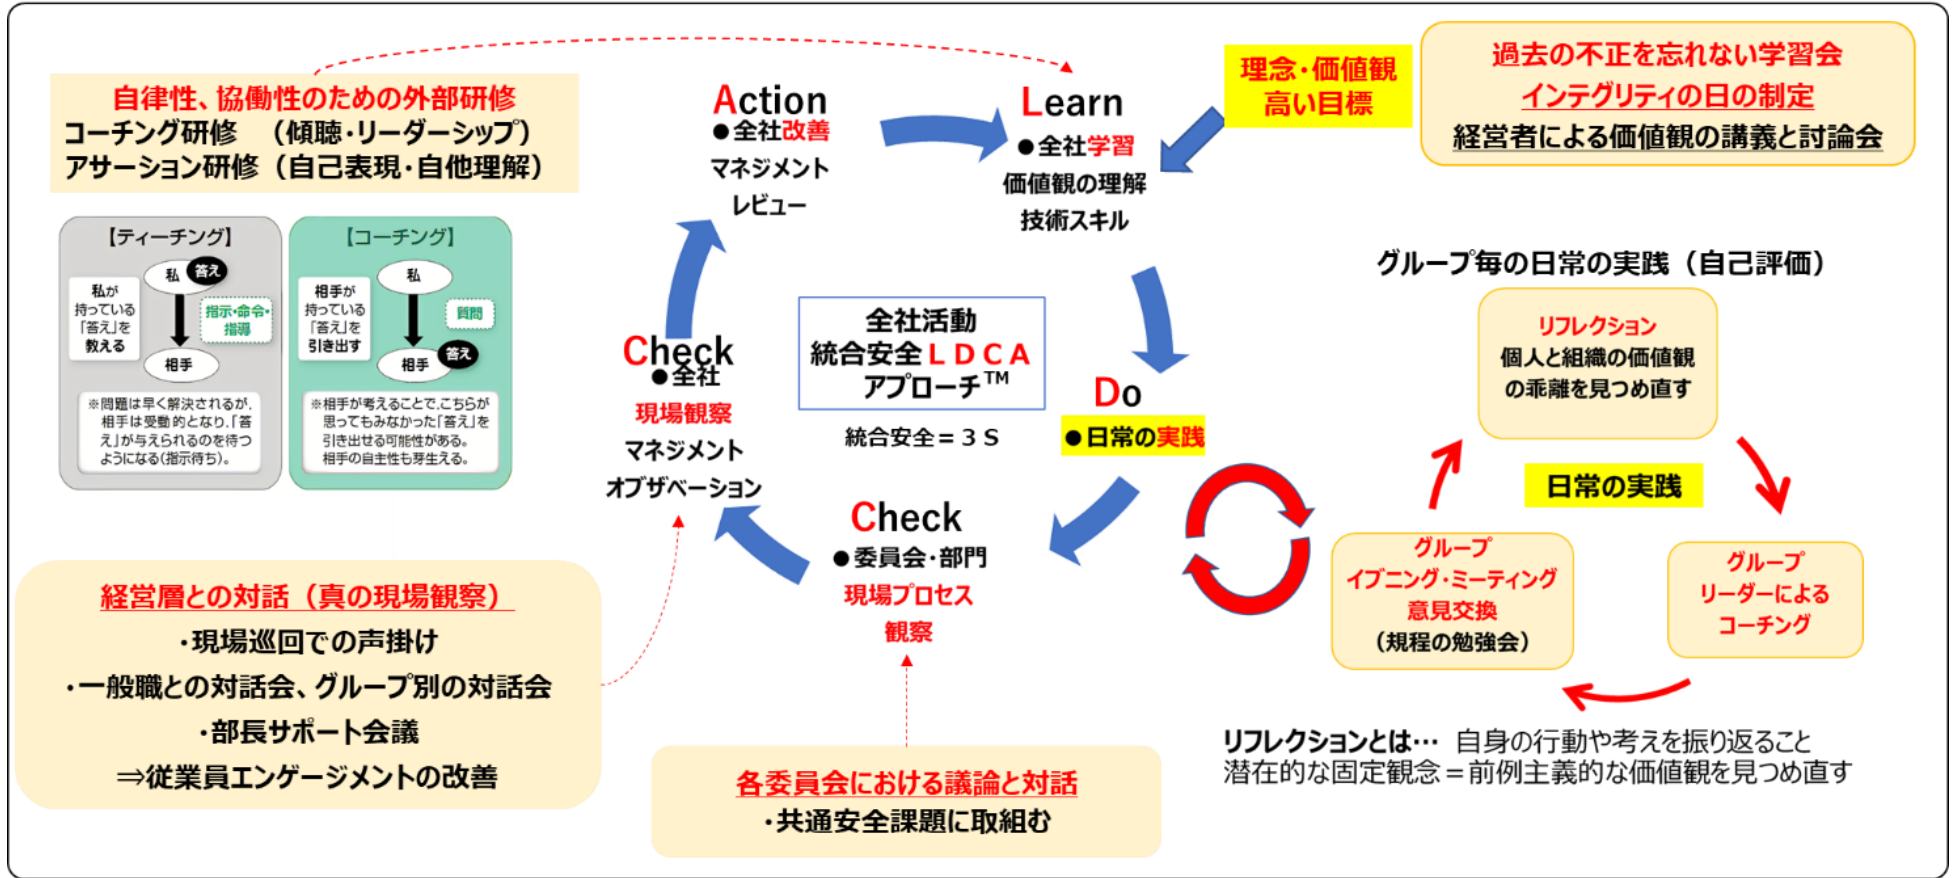 自律性、協働性のための外部研修
コーチング研修　（傾聴・リーダーシップ）
アサーション研修（自己表現・自他理解）
【ティーチング】
私
答え
私が
持っている
「答え」を
教える
指示・命令・
指導
相手
※問題は早く解決されるが、
相手は受動的となり、「答
え」が与えられるのを待つ
ようになる(指示待ち)。
【コーチング】
私
相手が
持っている
「答え」を
引き出す
質問
相手
答え
※相手が考えることで、こちらが
思ってもみなかった「答え」を
引き出せる可能性がある。
相手の自主性も芽生える。
経営層との対話（真の現場観察）
・現場巡回での声掛け
・一般職との対話会、グループ別の対話会
・部長サポート会議
⇒従業員エンゲージメントの改善
Action
●全社改善
マネジメント
レビュー
Learn
●全社学習
価値観の理解
技術スキル
理念・価値観
高い目標
過去の不正を忘れない学習会
インテグリティの日の制定
経営者による価値観の講義と討論会
全社活動
統合安全ＬＤＣＡ
アプローチ™
統合安全＝３Ｓ
Check
●全社
現場観察
マネジメント
オブザベーション
Do
●日常の実践
Check
●委員会・部門
現場プロセス
観察
各委員会における議論と対話
・共通安全課題に取組む
グループ毎の日常の実践（自己評価）
リフレクション
個人と組織の価値観
の乖離を見つめ直す
日常の実践
グループ
イブニング・ミーティング
意見交換
（規程の勉強会）
グループ
リーダーによる
コーチング
リフレクションとは… 自身の行動や考えを振り返ること
潜在的な固定観念＝前例主義的な価値観を見つめ直す